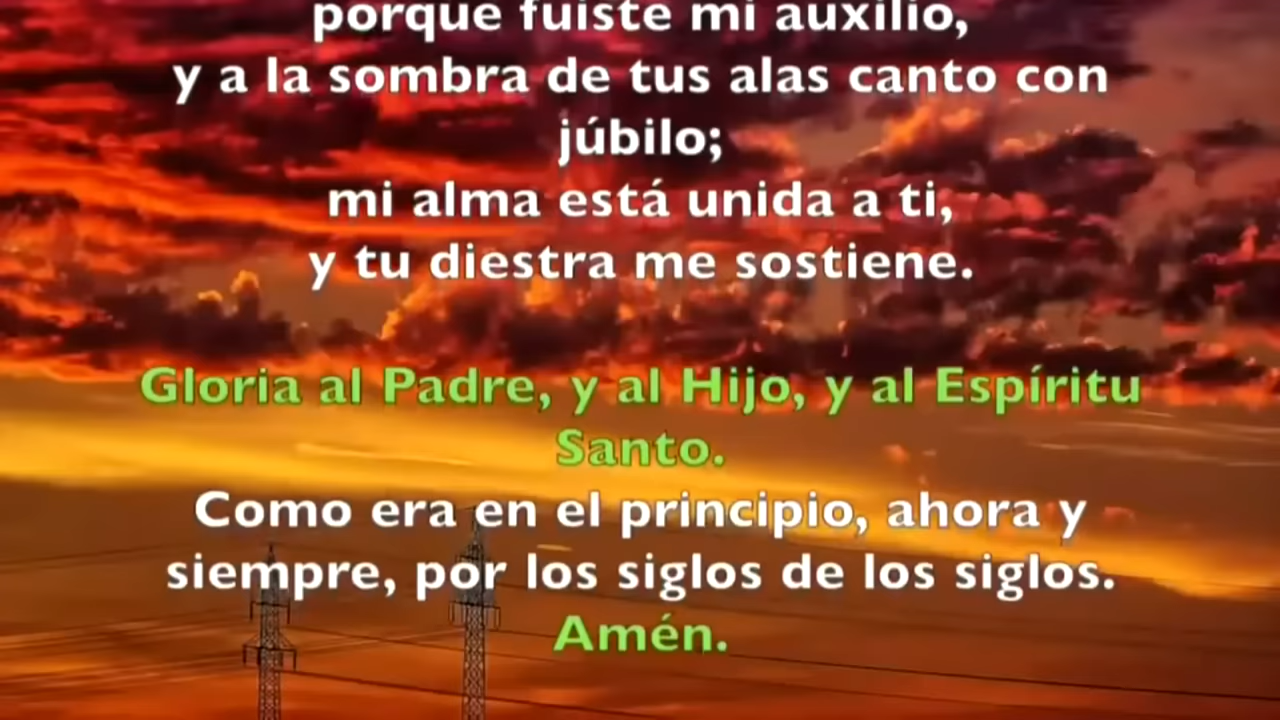 porque fuiste mi auxilio,
y a la sombra de tus alas canto con
júbilo;
mi alma está unida a ti,
y tu diestra me sostiene.
Gloria al Padre, y al Hijo, y al Espíritu
Santo.
Como era en el principio, ahora y
siempre, por los siglos de los siglos.
Amén.